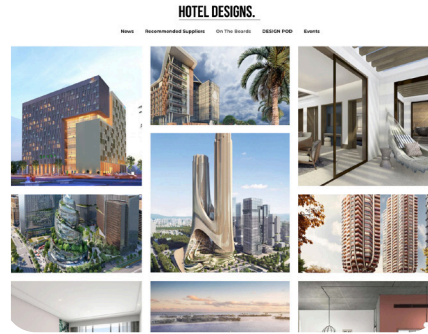 HOTEL DESIGNS.
News Recommended Suppliers On The Boards DESIGN POD Events